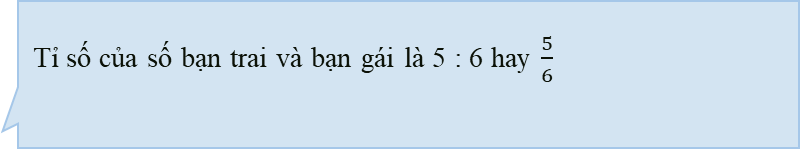 Tỉ số của số bạn trai và bạn gái là 5 : 6 hay 5/6